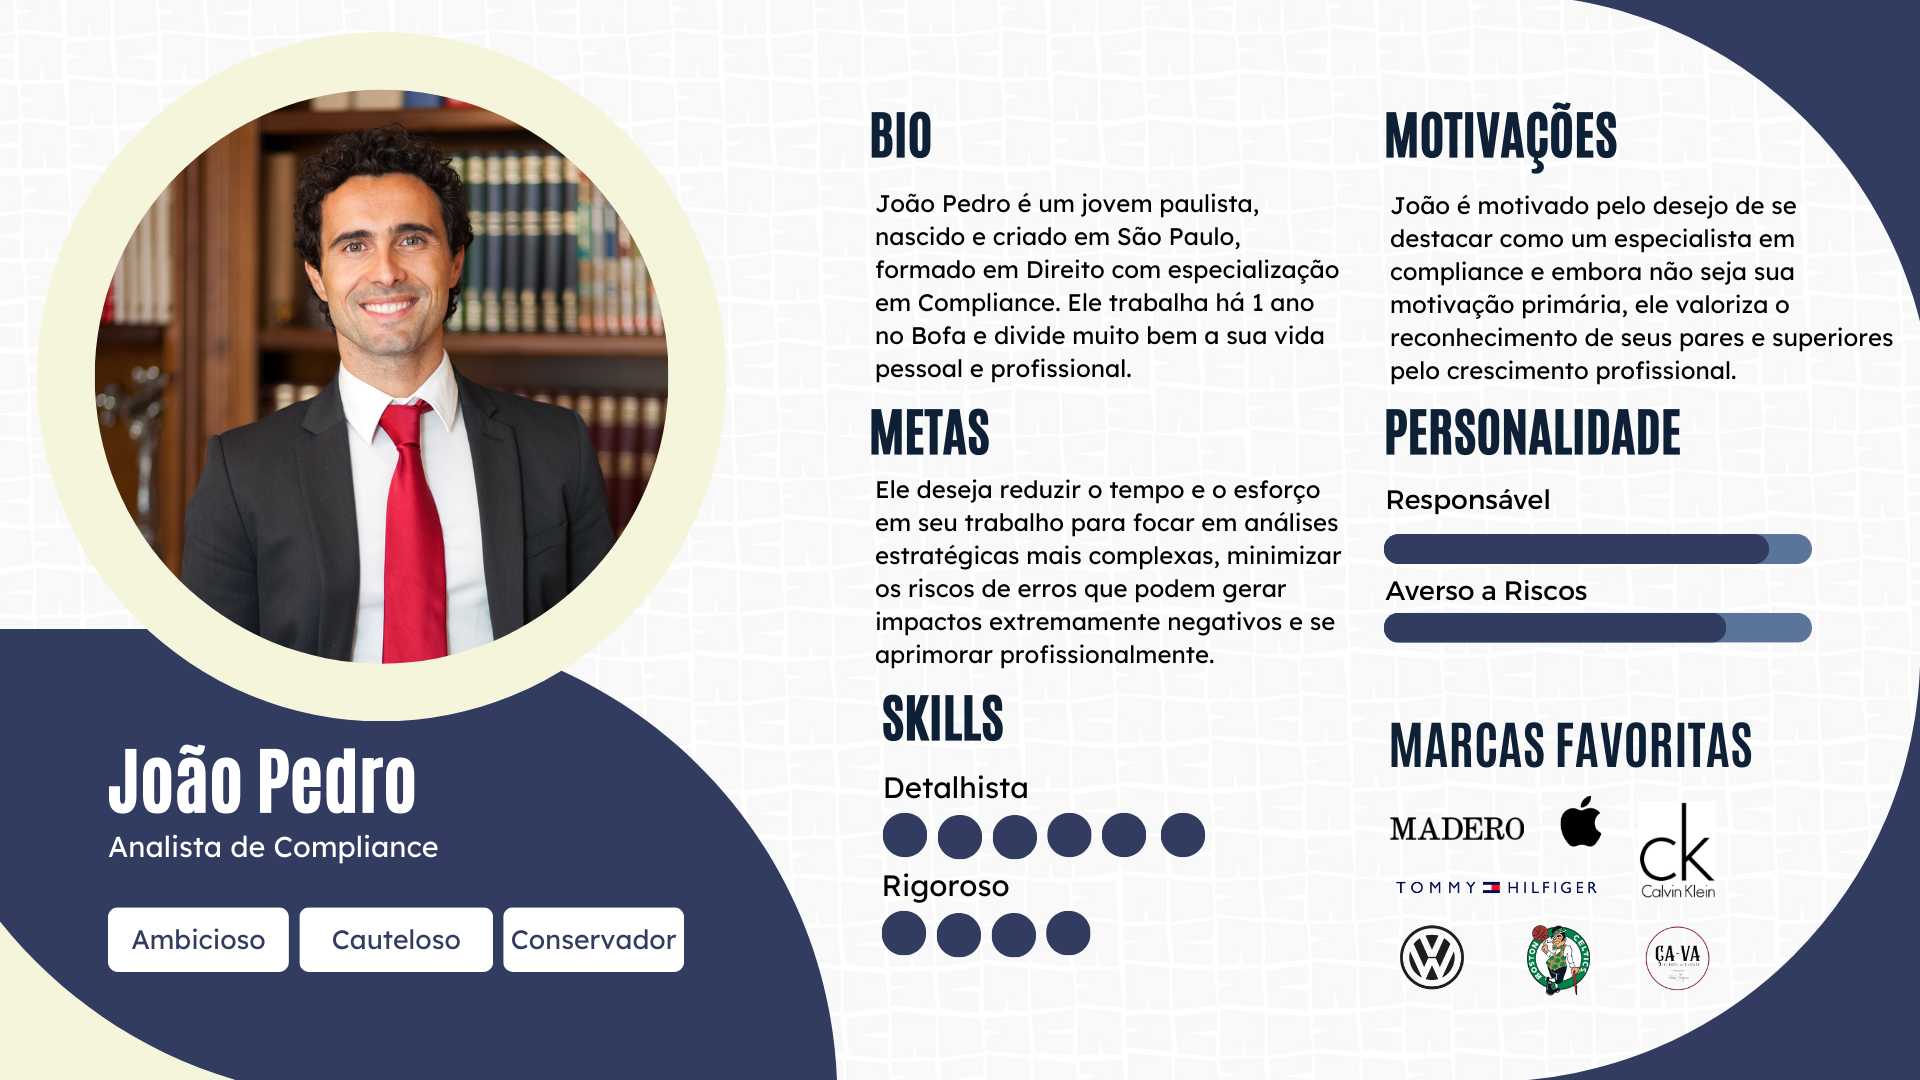 João Pedro
Analista de Compliance
Ambicioso
Cauteloso
Conservador
BIO
João Pedro é um jovem paulista,
nascido e criado em São Paulo,
formado em Direito com especialização
em Compliance. Ele trabalha há 1 ano
no Bofa e divide muito bem a sua vida
pessoal e profissional.
METAS
Ele deseja reduzir o tempo e o esforço
em seu trabalho para focar em análises
estratégicas mais complexas, minimizar
os riscos de erros que podem gerar
impactos extremamente negativos e se
aprimorar profissionalmente.
SKILLS
Detalhista
Rigoroso
MOTIVAÇÕES
João é motivado pelo desejo de se
destacar como um especialista em
compliance e embora não seja sua
motivação primária, ele valoriza o
reconhecimento de seus pares e superiores
pelo crescimento profissional.
PERSONALIDADE
Responsável
Averso a Riscos
MARCAS FAVORITAS
MADERO
ck
Calvin Klein
TOMMY HILFIGER
BOSTON CELTICS
ÇA-VA